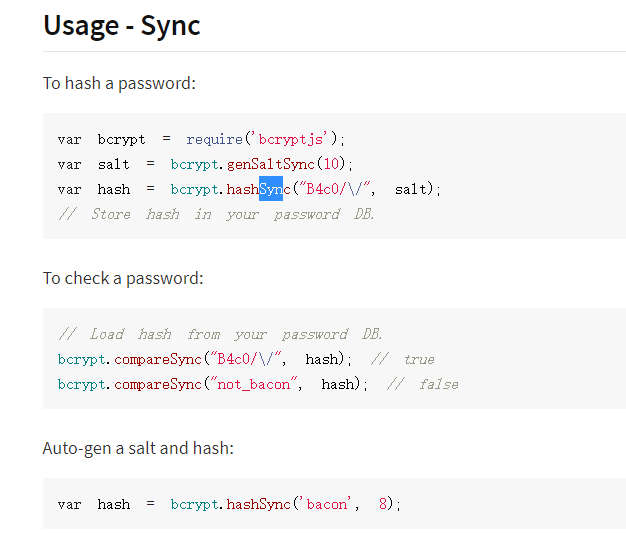 Usage - Sync
To hash a password:
var bcrypt = require('bcryptjs');
var salt = bcrypt.genSaltSync(10);
var hash = bcrypt.hashSync("B4c0/\/", salt);
// Store hash in your password DB.
To check a password:
// Load hash from your password DB.
bcrypt.compareSync("B4c0/\/", hash); // true
bcrypt.compareSync("not_bacon", hash); // false
Auto-gen a salt and hash:
var hash = bcrypt.hashSync('bacon', 8);